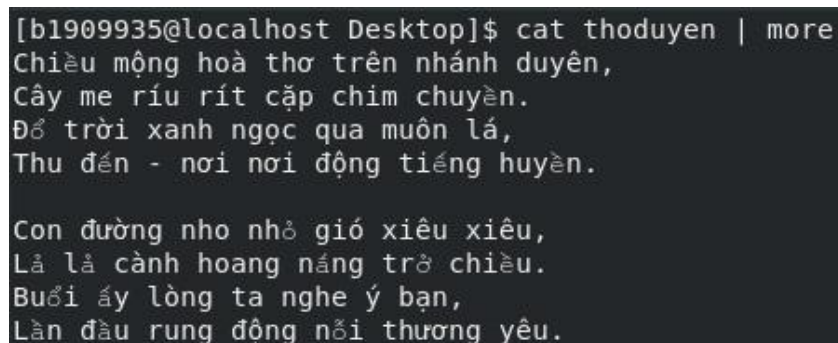 [b1909935@localhost Desktop]$ cat thoduyen | more
Chiều mộng hoà thơ trên nhánh duyên,
Cây me ríu rít cặp chim chuyền.
Đổ trời xanh ngọc qua muôn lá,
Thu đến - nơi nơi động tiếng huyền.

Con đường nho nhỏ gió xiêu xiêu,
Lả lả cành hoang nắng trở chiều.
Buổi ấy lòng ta nghe ý bạn,
Lần đầu rung động nỗi thương yêu.